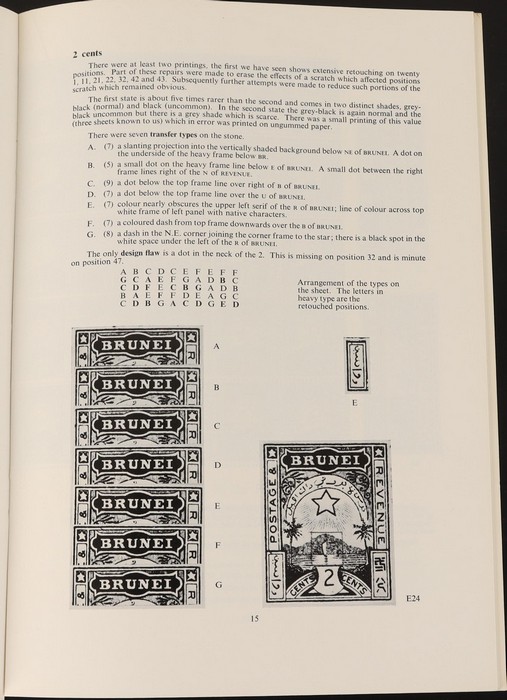 2 cents
There were at least two printings, the first we have seen shows extensive retouching on twenty
positions. Part of these repairs were made to erase the effects of a scratch which affected positions
1, 11, 21, 22, 32, 42 and 43. Subsequently further attempts were made to reduce such portions of the
scratch which remained obvious.
The first state is about five times rarer than the second and comes in two distinct shades, grey-
black (normal) and black (uncommon). In the second state the grey-black is again normal and the
black uncommon but there is a grey shade which is scarce. There was a small printing of this value
(three sheets known to us) which in error was printed on ungummed paper.
There were seven transfer types on the stone.
A. (7) a slanting projection into the vertically shaded background below NE of BRUNEI. A dot on
the underside of the heavy frame below BR.
B. (5) a small dot on the heavy frame line below E of BRUNEI. A small dot between the right
frame lines right of the N of REVENUE.
C. (9) a dot below the top frame line over right of B of BRUNEI.
D. (7) a dot below the top frame line over the U of BRUNEI.
E. (7) colour nearly obscures the upper left serif of the R of BRUNEI; line of colour across top
white frame of left panel with native characters.
F. (7) a coloured dash from top frame downwards over the B of BRUNEI.
G. (8) a dash in the N.E. corner joining the corner frame to the star; there is a black spot in the
white space under the left of the R of BRUNEI.
The only design flaw is a dot in the neck of the 2. This is missing on position 32 and is minute
on position 47.
A B C D C E F E F F
G C A E F G A D B C
C D F E C B G A D B
B A E F F D E A G C
C D B G A C D G E D
Arrangement of the types on
the sheet. The letters in
heavy type are the
retouched positions.
& BRUNEI R
A
& BRUNEI R
B
& BRUNEI R
C
& BRUNEI R
D
& BRUNEI R
E
& BRUNEI R
F
& BRUNEI R
G
E
BRUNEI
POSTAGE &
REVENUE
CENTS 2 CENTS
E24
15